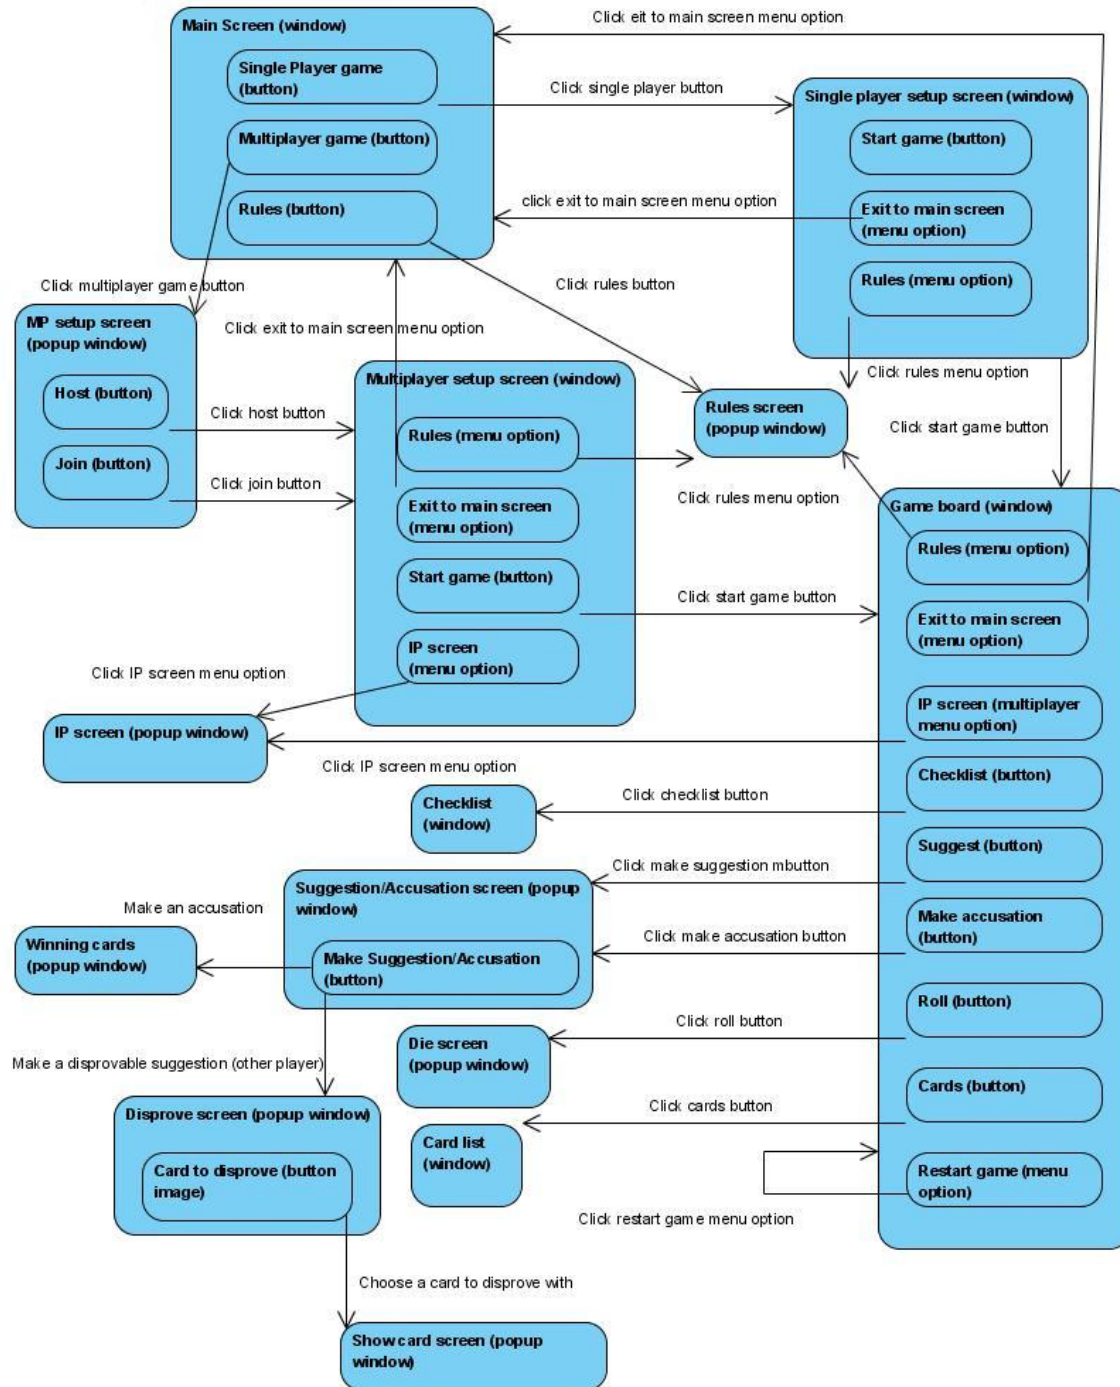 Click eit to main screen menu option
Main Screen (window)
Single Player game
(button)
Click single player button
Single player setup screen (window)
Multiplayer game (button)
Start game (button)
Rules (button)
click exit to main screen menu option
Exit to main screen
(menu option)
Click multiplayer game button
Click rules button
Rules (menu option)
MP setup screen
(popup window)
Click exit to main screen menu option
Click rules menu option
Multiplayer setup screen (window)
Host (button)
Click host button
Rules (menu option)
Rules screen
(popup window)
Click start game button
Join (button)
Click join button
Click rules menu option
Exit to main screen
(menu option)
Game board (window)
Rules (menu option)
Start game (button)
Click start game button
Exit to main screen
(menu option)
IP screen
(menu option)
Click IP screen menu option
IP screen (popup window)
IP screen (multiplayer
menu option)
Click IP screen menu option
Checklist
(window)
Click checklist button
Checklist (button)
Click make suggestion mbutton
Suggest (button)
Suggestion/Accusation screen (popup
window)
Make an accusation
Winning cards
(popup window)
Make Suggestion/Accusation
(button)
Click make accusation button
Make accusation
(button)
Click roll button
Roll (button)
Die screen
(popup window)
Make a disprovable suggestion (other player)
Click cards button
Cards (button)
Disprove screen (popup window)
Card list
(window)
Card to disprove (button
image)
Restart game (menu
option)
Click restart game menu option
Choose a card to disprove with
Show card screen (popup
window)